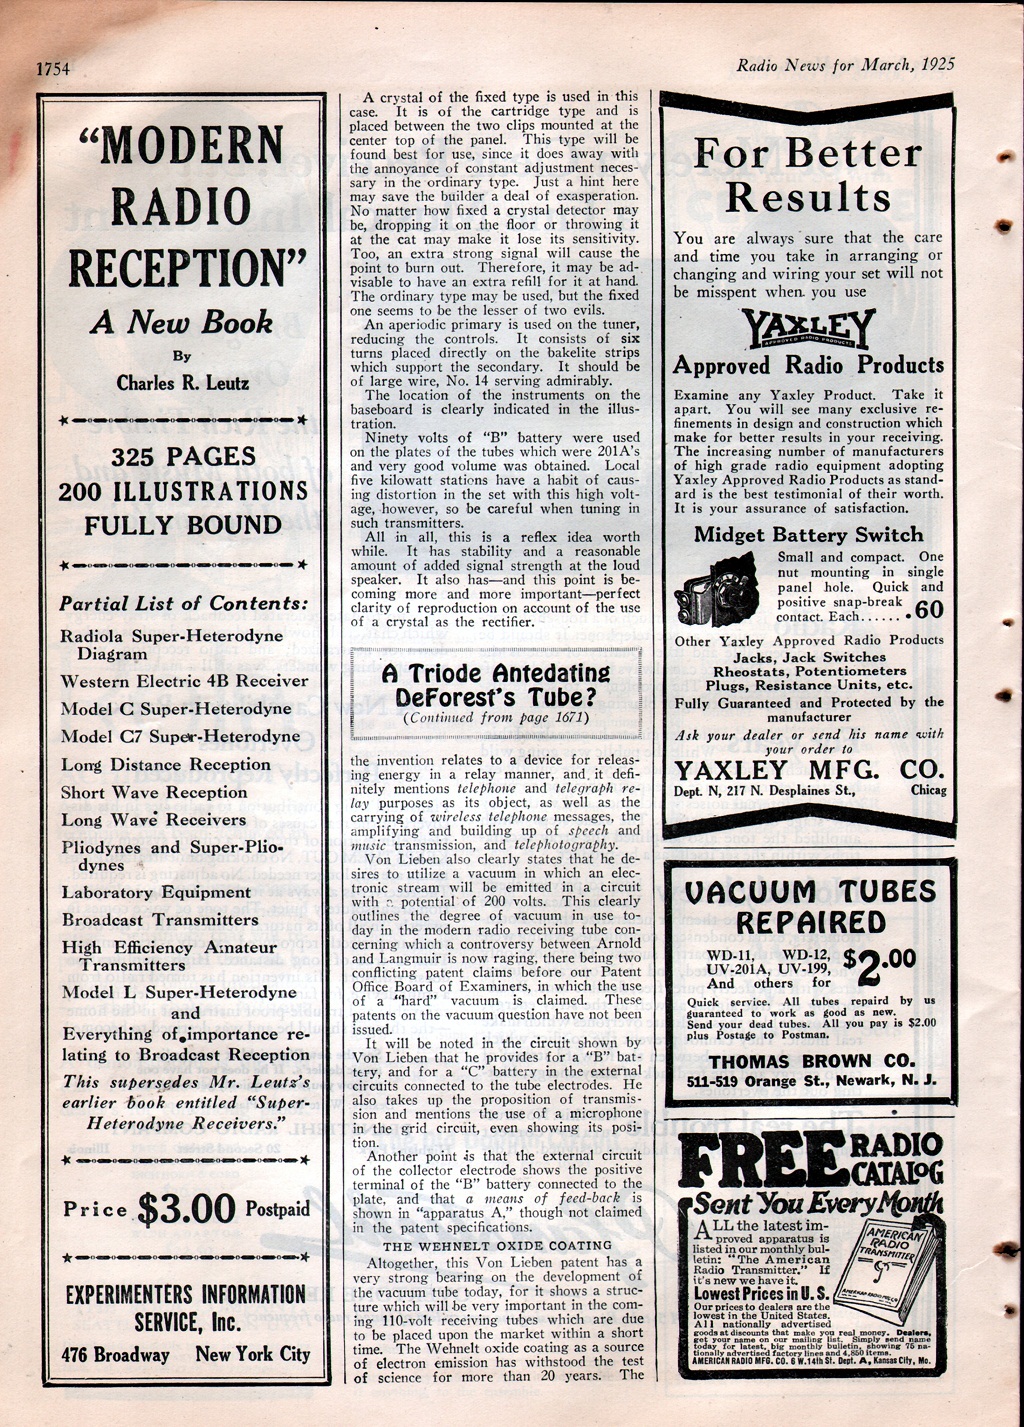 1754
Radio News for March, 1925
"MODERN
RADIO
RECEPTION"
A New Book
By
Charles R. Leutz
325 PAGES
200 ILLUSTRATIONS
FULLY BOUND
Partial List of Contents:
Radiola Super-Heterodyne
Diagram
Western Electric 4B Receiver
Model C Super-Heterodyne
Model C7 Super-Heterodyne
Long Distance Reception
Short Wave Reception
Long Wave Receivers
Pliodynes and Super-Plio-
dynes
Laboratory Equipment
Broadcast Transmitters
High Efficiency Amateur
Transmitters
Model L Super-Heterodyne
and
Everything of importance re-
lating to Broadcast Reception
This supersedes Mr. Leutz's
earlier book entitled "Super-
Heterodyne Receivers."
Price $3.00 Postpaid
EXPERIMENTERS INFORMATION
SERVICE, Inc.
476 Broadway New York City
A crystal of the fixed type is used in this
case. It is of the cartridge type and is
placed between the two clips mounted at the
center top of the panel. This type will be
found best for use, since it does away with
the annoyance of constant adjustment neces-
sary in the ordinary type. Just a hint here
may save the builder a deal of exasperation.
No matter how fixed a crystal detector may
be, dropping it on the floor or throwing it
at the cat may make it lose its sensitivity.
Too, an extra strong signal will cause the
point to burn out. Therefore, it may be ad-
visable to have an extra refill for it at hand.
The ordinary type may be used, but the fixed
one seems to be the lesser of two evils.
An aperiodic primary is used on the tuner,
reducing the controls. It consists of six
turns placed directly on the bakelite strips
which support the secondary. It should be
of large wire, No. 14 serving admirably.
The location of the instruments on the
baseboard is clearly indicated in the illus-
tration.
Ninety volts of "B" battery were used
on the plates of the tubes which were 201A's
and very good volume was obtained. Local
five kilowatt stations have a habit of caus-
ing distortion in the set with this high volt-
age, however, so be careful when tuning in
such transmitters.
All in all, this is a reflex idea worth
while. It has stability and a reasonable
amount of added signal strength at the loud
speaker. It also has—and this point is be-
coming more and more important—perfect
clarity of reproduction on account of the use
of a crystal as the rectifier.
A Triode Antedating
DeForest's Tube?
(Continued from page 1671)
the invention relates to a device for releas-
ing energy in a relay manner, and it defi-
nitely mentions telephone and telegraph re-
lay purposes as its object, as well as the
carrying of wireless telephone messages, the
amplifying and building up of speech and
music transmission, and telephotography.
Von Lieben also clearly states that he de-
sires to utilize a vacuum in which an elec-
tronic stream will be emitted in a circuit
with a potential of 200 volts. This clearly
outlines the degree of vacuum in use to-
day in the modern radio receiving tube con-
cerning which a controversy between Arnold
and Langmuir is now raging, there being two
conflicting patent claims before our Patent
Office Board of Examiners, in which the use
of a "hard" vacuum is claimed. These
patents on the vacuum question have not been
issued.
It will be noted in the circuit shown by
Von Lieben that he provides for a "B" bat-
tery, and for a "C" battery in the external
circuits connected to the tube electrodes. He
also takes up the proposition of transmis-
sion and mentions the use of a microphone
in the grid circuit, even showing its posi-
tion.
Another point is that the external circuit
of the collector electrode shows the positive
terminal of the "B" battery connected to the
plate, and that a means of feed-back is
shown in "apparatus A," though not claimed
in the patent specifications.
THE WEHNELT OXIDE COATING
Altogether, this Von Lieben patent has a
very strong bearing on the development of
the vacuum tube today, for it shows a struc-
ture which will be very important in the com-
ing 110-volt receiving tubes which are due
to be placed upon the market within a short
time. The Wehnelt oxide coating as a source
of electron emission has withstood the test
of science for more than 20 years. The
For Better
Results
You are always sure that the care
and time you take in arranging or
changing and wiring your set will not
be misspent when you use
YAXLEY
APPROVED RADIO PRODUCTS
Approved Radio Products
Examine any Yaxley Product. Take it
apart. You will see many exclusive re-
finements in design and construction which
make for better results in your receiving.
The increasing number of manufacturers
of high grade radio equipment adopting
Yaxley Approved Radio Products as stand-
ard is the best testimonial of their worth.
It is your assurance of satisfaction.
Midget Battery Switch
Small and compact. One
nut mounting in single
panel hole. Quick and
positive snap-break
contact. Each...... .60
Other Yaxley Approved Radio Products
Jacks, Jack Switches
Rheostats, Potentiometers
Plugs, Resistance Units, etc.
Fully Guaranteed and Protected by the
manufacturer
Ask your dealer or send his name with
your order to
YAXLEY MFG. CO.
Dept. N, 217 N. Desplaines St., Chicag
VACUUM TUBES
REPAIRED
WD-11, WD-12,
UV-201A, UV-199, $2.00
And others for
Quick service. All tubes repaird by us
guaranteed to work as good as new.
Send your dead tubes. All you pay is $2.00
plus Postage to Postman.
THOMAS BROWN CO.
511-519 Orange St., Newark, N. J.
FREE RADIO
CATALOG
Sent You Every Month
ALL the latest im-
proved apparatus is
listed in our monthly bul-
letin: "The American
Radio Transmitter." If
it's new we have it.
Lowest Prices in U. S.
Our prices to dealers are the
lowest in the United States.
All nationally advertised
goods at discounts that make you real money. Dealers,
get your name on our mailing list. Simply send name
today for latest, big monthly bulletin, showing 75 na-
tionally advertised factory lines and 4,850 items.
AMERICAN RADIO MFG. CO. 6 W. 14th St. Dept. A, Kansas City, Mo.
AMERICAN
RADIO
TRANSMITTER
AMERICAN RADIO MFG CO